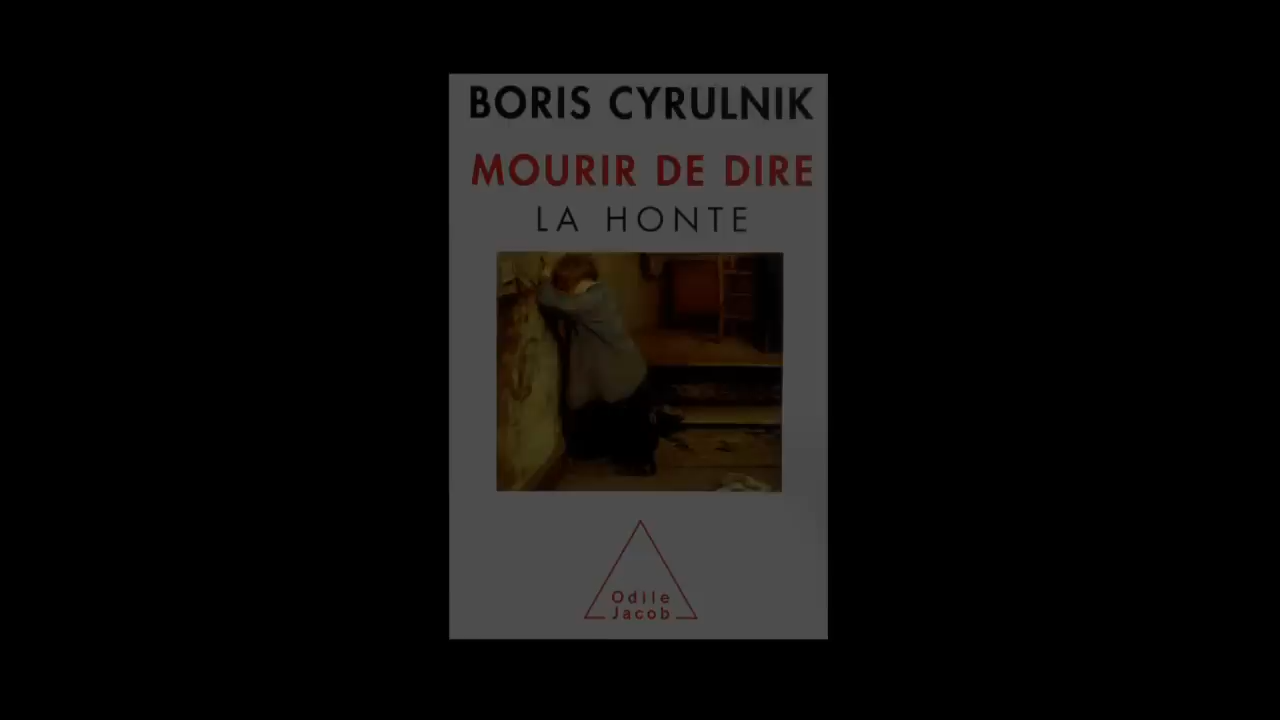 BORIS CYRULNIK
MOURIR DE DIRE
LA HONTE
Odile
Jacob